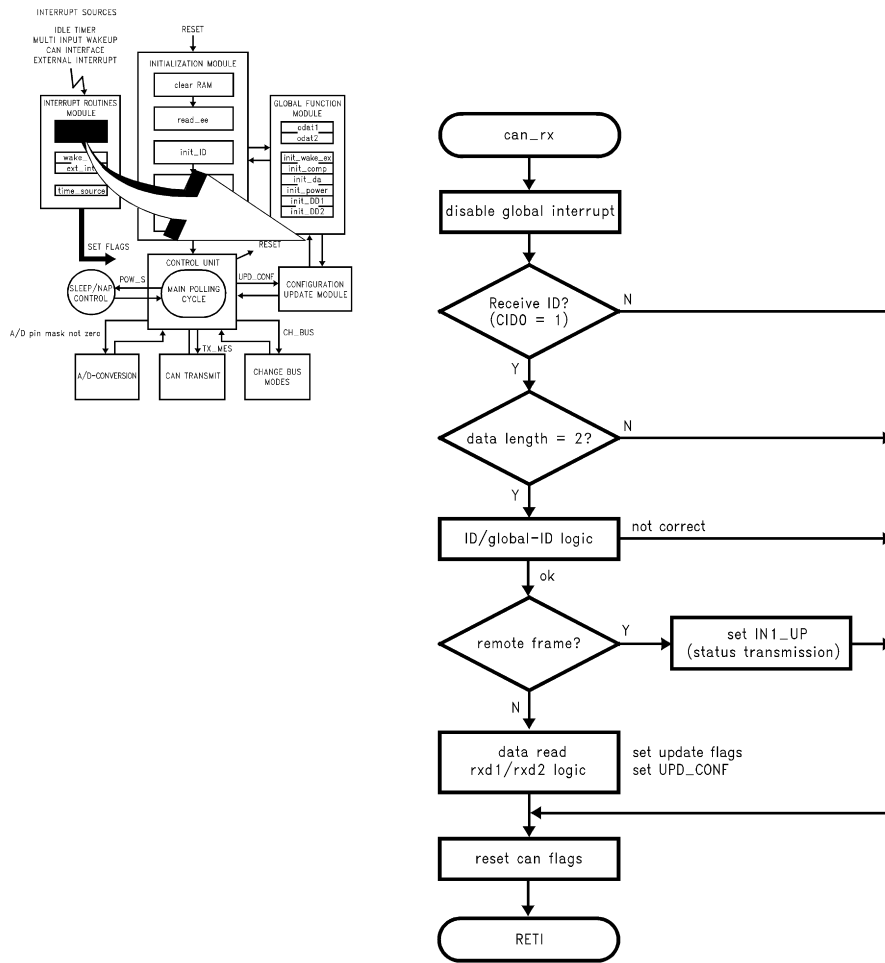 INTERRUPT SOURCES
IDLE TIMER
MULTI INPUT WAKEUP
CAN INTERFACE
EXTERNAL INTERRUPT
RESET
INITIALIZATION MODULE
clear RAM
read_ee
init_ID
INTERRUPT ROUTINES
MODULE
wake_
ext_int
time_source
GLOBAL FUNCTION
MODULE
odat1
odat2
init_wake_ex
init_comp
init_da
init_power
init_DD1
init_DD2
SET FLAGS
RESET
CONTROL UNIT
MAIN POLLING
CYCLE
SLEEP/NAP
CONTROL
POW_S
UPD_CONF
CONFIGURATION
UPDATE MODULE
A/D pin mask not zero
CH_BUS
TX_MES
A/D-CONVERSION
CAN TRANSMIT
CHANGE BUS
MODES
can_rx
disable global interrupt
Receive ID?
(CID0 = 1)
N
Y
data length = 2?
N
Y
ID/global-ID logic
not correct
ok
remote frame?
Y
set IN1_UP
(status transmission)
N
data read
rxd1/rxd2 logic
set update flags
set UPD_CONF
reset can flags
RETI